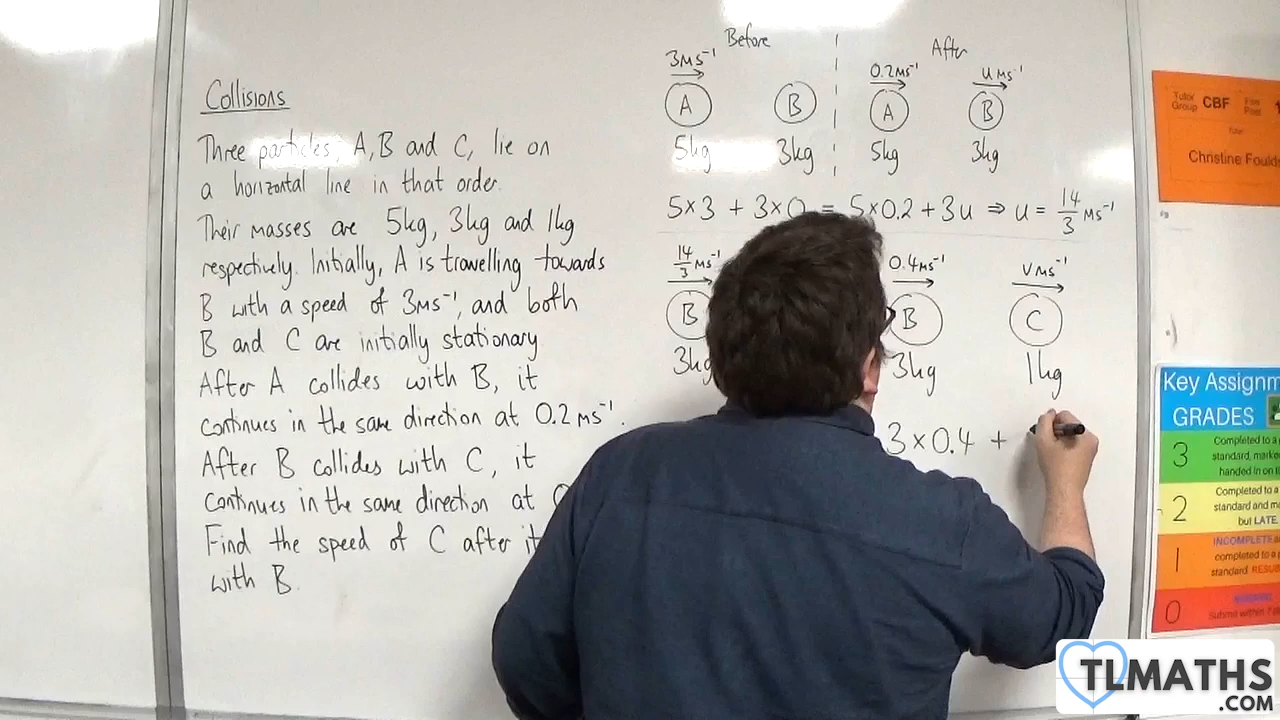 Collisions
Three particles, A, B and C, lie on
a horizontal line in that order.
Their masses are 5kg, 3kg and 1kg
respectively. Initially, A is travelling towards
B with a speed of 3ms⁻¹, and both
B and C are initially stationary
After A collides with B, it
continues in the same direction at 0.2ms⁻¹.
After B collides with C, it
continues in the same direction at
Find the speed of C after it
with B.
Before
After
3ms⁻¹
0.2ms⁻¹
u ms⁻¹
A
B
A
B
5kg
3kg
5kg
3kg
5×3 + 3×0 = 5×0.2 + 3u ⇒ u = 14/3 ms⁻¹
14/3 ms⁻¹
0.4ms⁻¹
v ms⁻¹
B
B
C
3kg
3kg
1kg
3×0.4 +
Tutor
Group
CBF
Christine Foulds
Key Assignm
GRADES
3
Completed to a
standard, marke
handed in on t
2
Completed to a
standard and ma
but LATE
1
INCOMPLETE
completed to a
standard RESU
0
TLMATHS
.COM